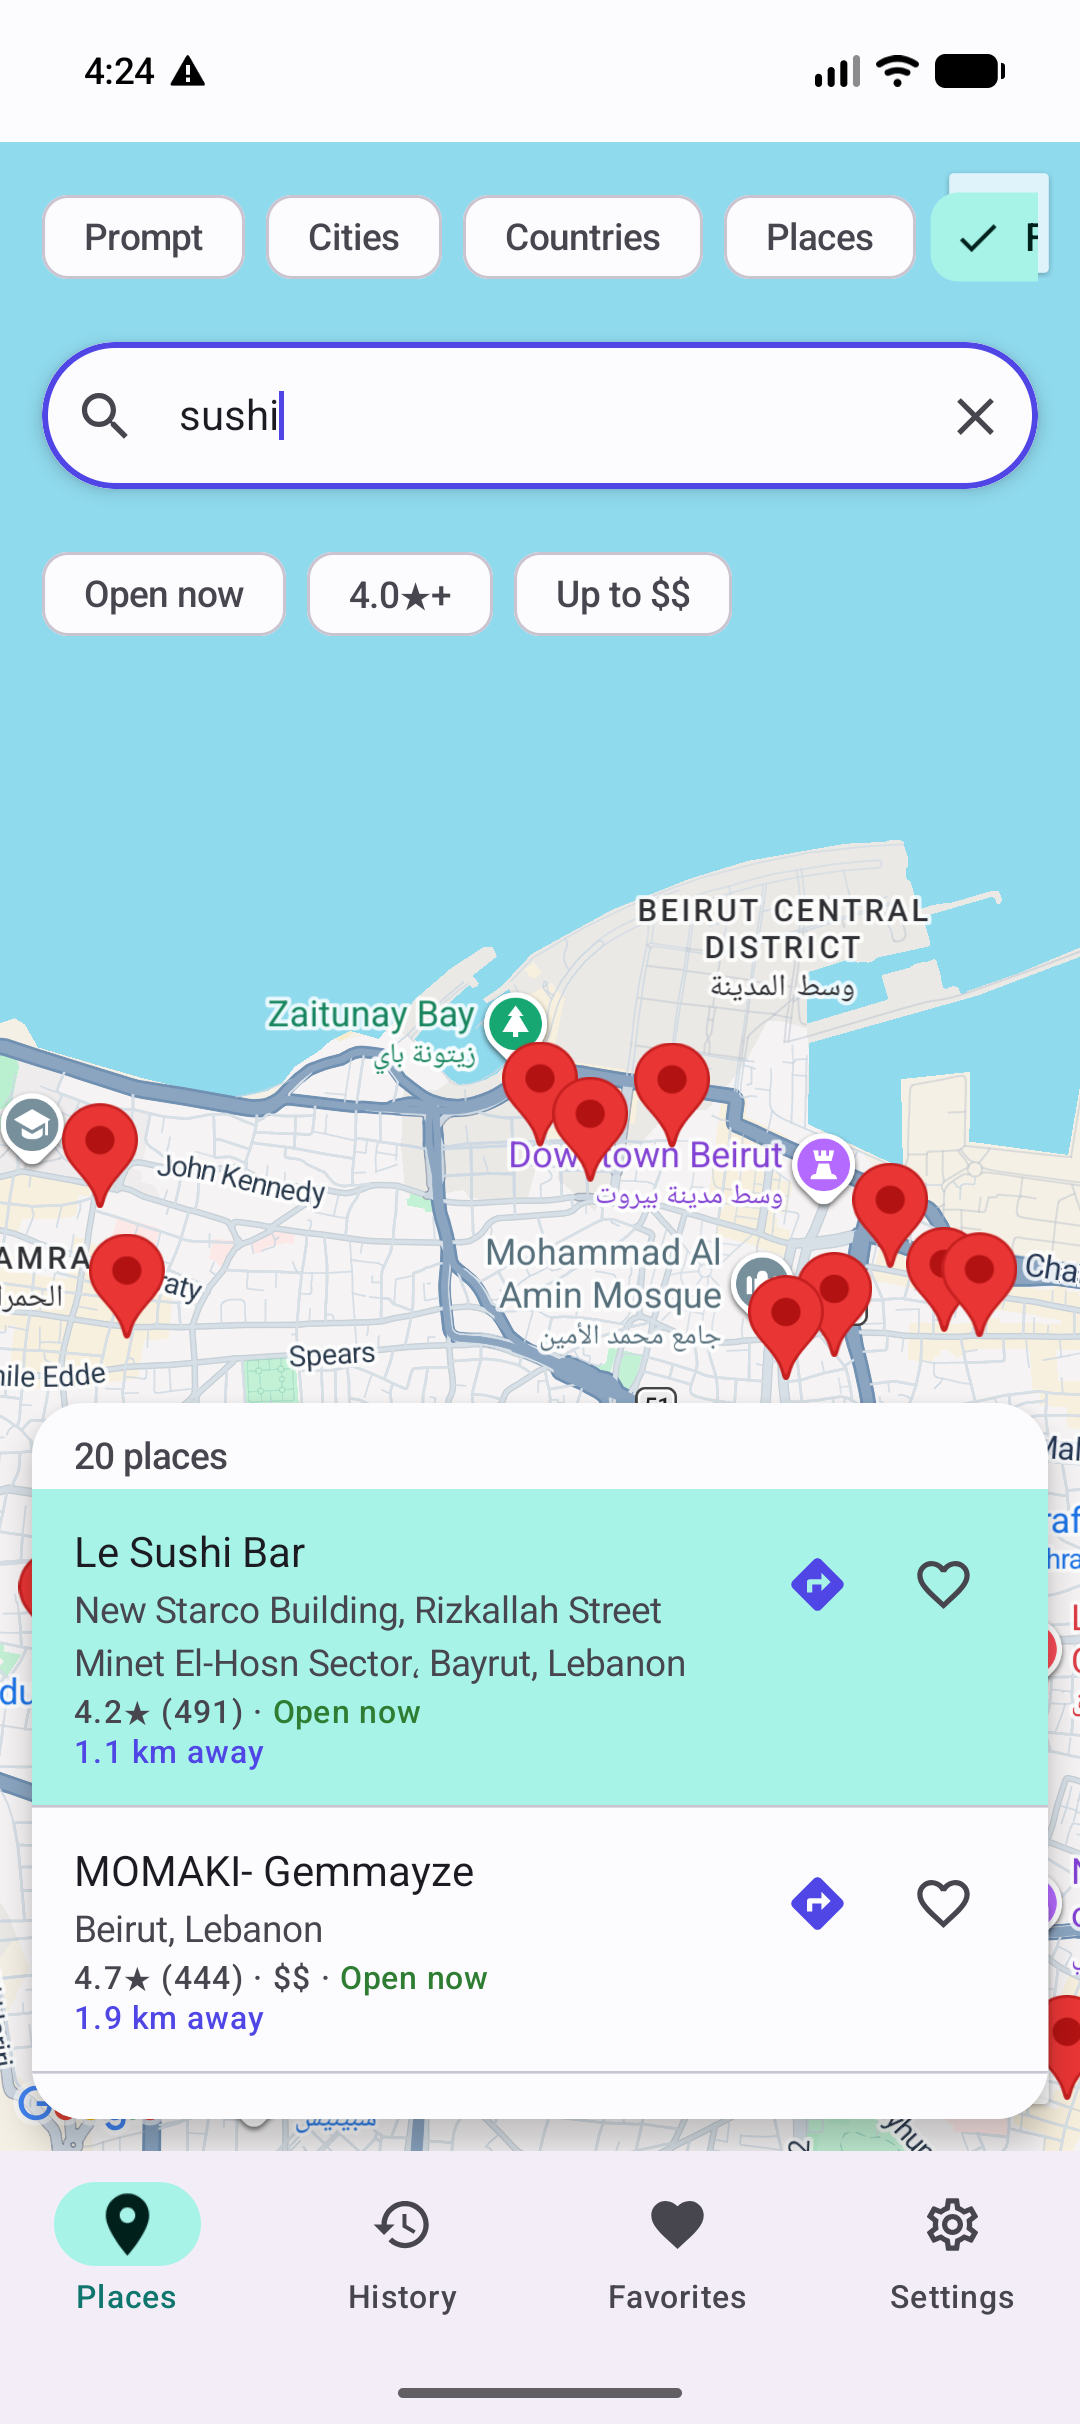 4:24
Prompt
Cities
Countries
Places
sushi
Open now
4.0★+
Up to $$
BEIRUT CENTRAL
DISTRICT
وسط المدينة
Zaitunay Bay
زيتونة باي
Downtown Beirut
وسط مدينة بيروت
John Kennedy
Mohammad Al
Amin Mosque
جامع محمد الأمين
Spears
20 places
Le Sushi Bar
New Starco Building, Rizkallah Street
Minet El-Hosn Sector، Bayrut, Lebanon
4.2★ (491) · Open now
1.1 km away
MOMAKI- Gemmayze
Beirut, Lebanon
4.7★ (444) · $$ · Open now
1.9 km away
Places
History
Favorites
Settings